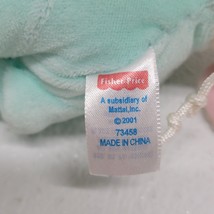 Fisher-Price
A subsidiary of
Mattel, Inc.
©2001
73458
MADE IN CHINA